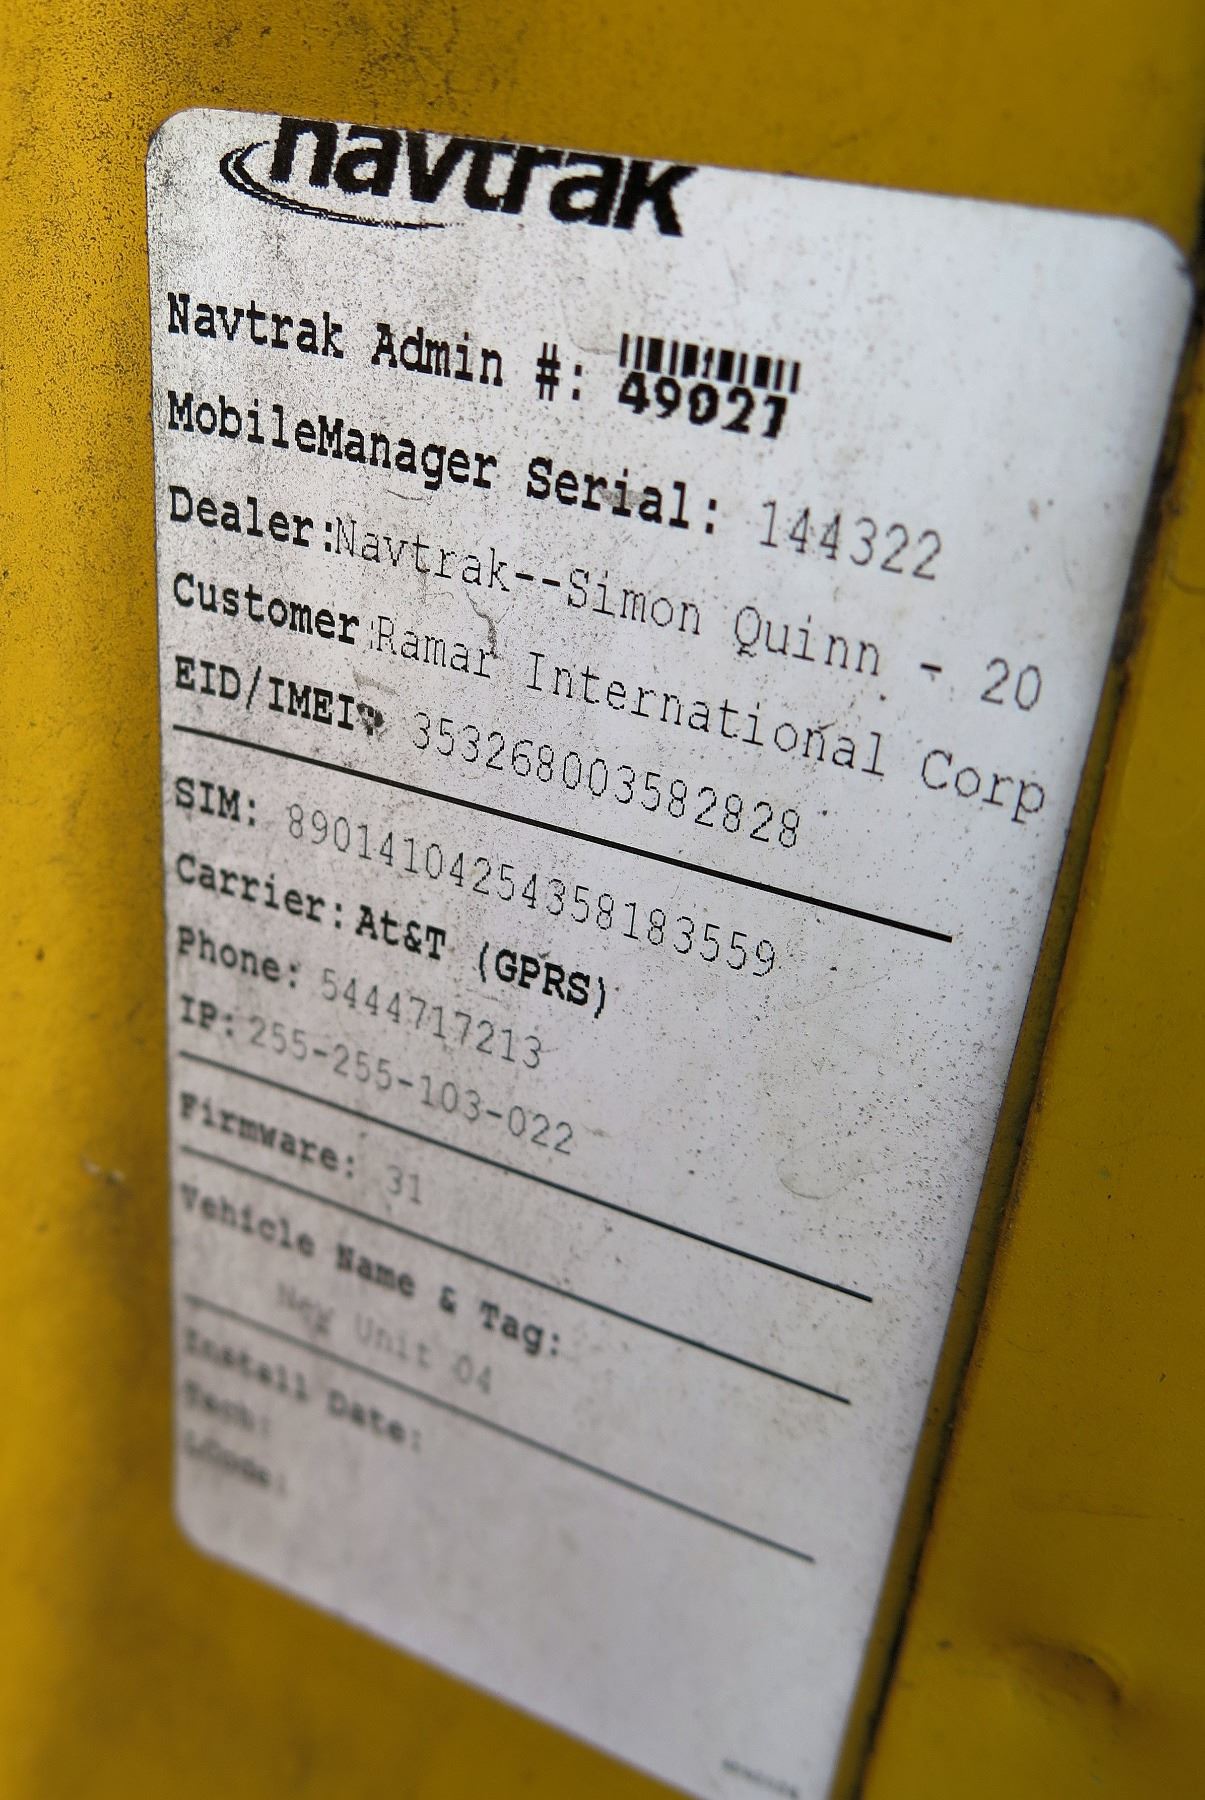 navtrak
Navtrak Admin #: 49027
MobileManager Serial: 144322
Dealer:Navtrak--Simon Quinn - 20
Customer:Ramar International Corp
EID/IMEI: 353268003582828
SIM: 89014104254358183559
Carrier: At&T (GPRS)
Phone: 5444717213
IP: 255-255-103-022
Firmware: 31
Vehicle Name & Tag:
Unit 04
Install Date:
Tech: